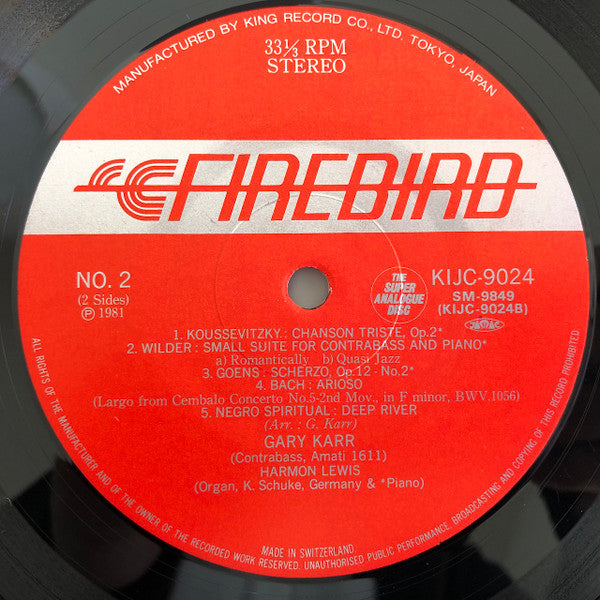 MANUFACTURED BY KING RECORD CO., LTD. TOKYO, JAPAN
33⅓ RPM
STEREO
FIREBIRD
NO. 2
(2 Sides)
℗ 1981
THE
SUPER
ANALOGUE
DISC
KIJC-9024
SM-9849
(KIJC-9024B)
JASRAC
1. KOUSSEVITZKY : CHANSON TRISTE, Op.2*
2. WILDER : SMALL SUITE FOR CONTRABASS AND PIANO*
a) Romantically b) Quasi Jazz
3. GOENS : SCHERZO, Op.12 - No.2*
4. BACH : ARIOSO
(Largo from Cembalo Concerto No.5-2nd Mov., in F minor, BWV.1056)
5. NEGRO SPIRITUAL : DEEP RIVER
(Arr. : G. Karr)
GARY KARR
(Contrabass, Amati 1611)
HARMON LEWIS
(Organ, K. Schuke, Germany & *Piano)
MADE IN SWITZERLAND
ALL RIGHTS OF THE MANUFACTURER AND OF THE OWNER OF THE RECORDED WORK RESERVED. UNAUTHORISED PUBLIC PERFORMANCE, BROADCASTING AND COPYING OF THIS RECORD PROHIBITED